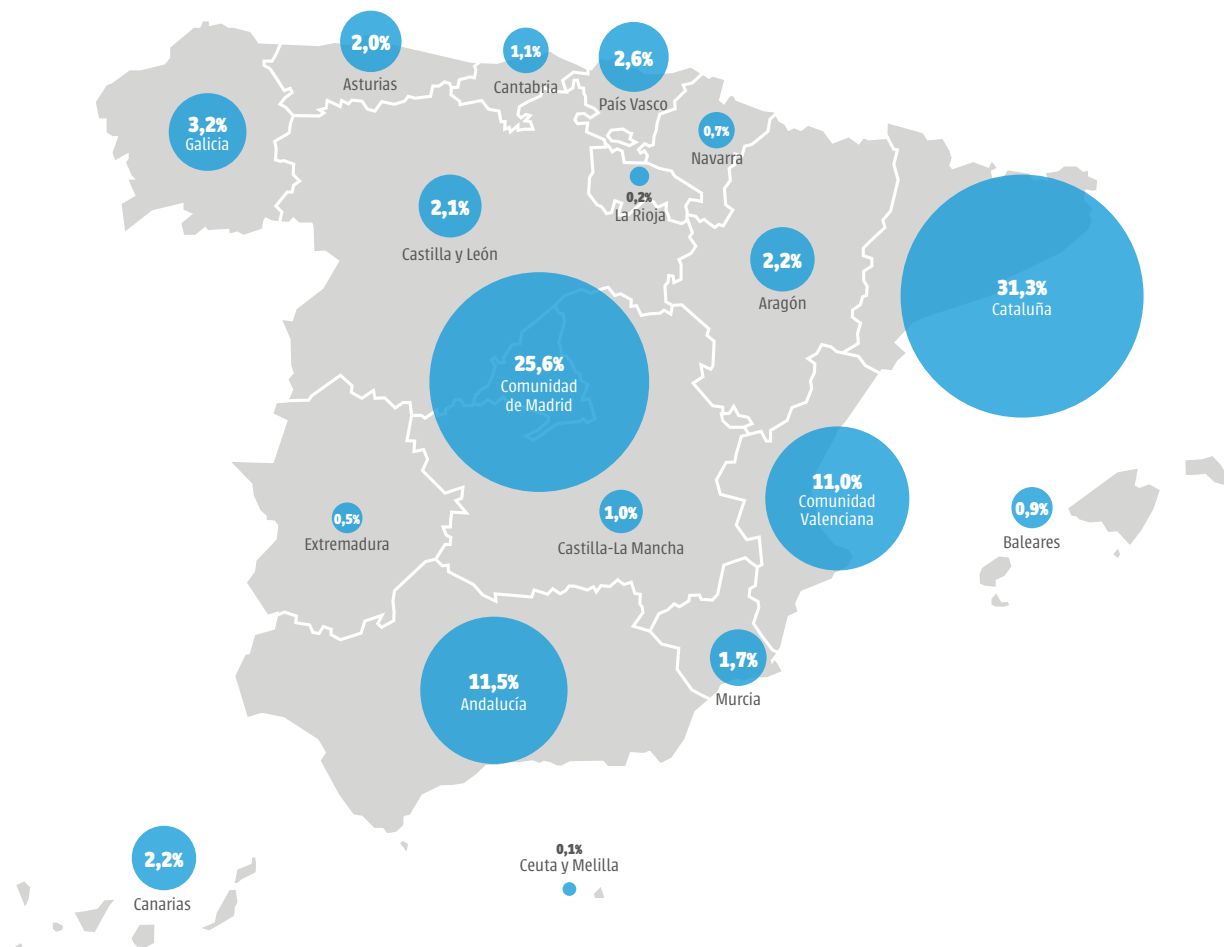 2,0%
Asturias
1,1%
Cantabria
2,6%
País Vasco
3,2%
Galicia
0,7%
Navarra
0,2%
La Rioja
2,1%
Castilla y León
2,2%
Aragón
31,3%
Cataluña
25,6%
Comunidad
de Madrid
11,0%
Comunidad
Valenciana
0,9%
Baleares
0,5%
Extremadura
1,0%
Castilla-La Mancha
1,7%
Murcia
11,5%
Andalucía
2,2%
Canarias
0,1%
Ceuta y Melilla